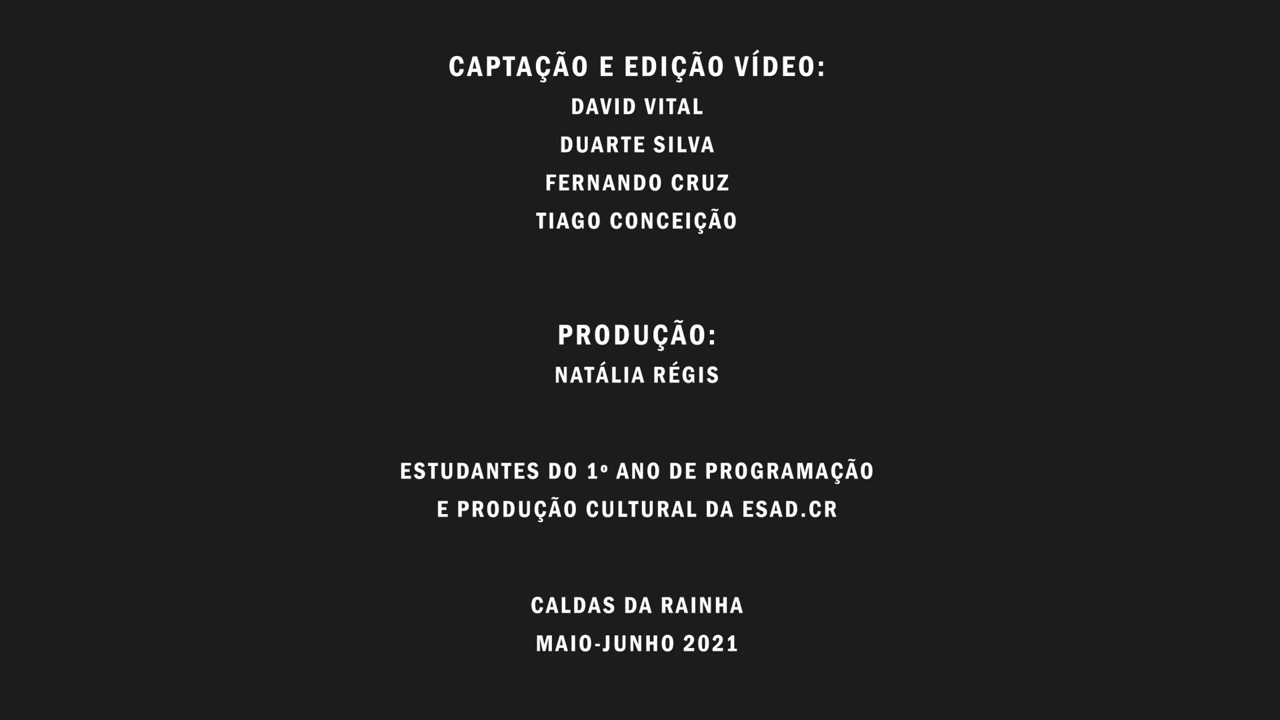 CAPTAÇÃO E EDIÇÃO VÍDEO:
DAVID VITAL
DUARTE SILVA
FERNANDO CRUZ
TIAGO CONCEIÇÃO
PRODUÇÃO:
NATÁLIA RÉGIS
ESTUDANTES DO 1º ANO DE PROGRAMAÇÃO
E PRODUÇÃO CULTURAL DA ESAD.CR
CALDAS DA RAINHA
MAIO-JUNHO 2021